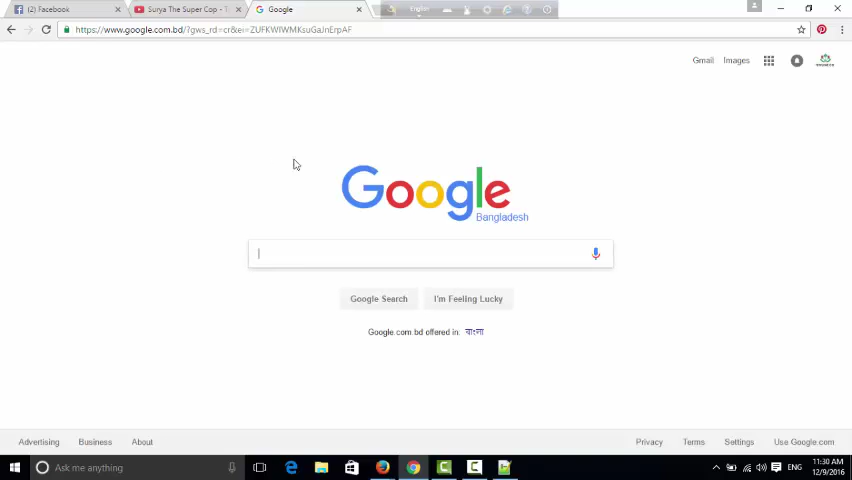 (2) Facebook
Surya The Super Cop - T
Google
English
https://www.google.com.bd/?gws_rd=cr&ei=ZUFKWIWMKsuGaJnErpAF
Gmail
Images
Google
Bangladesh
Google Search
I'm Feeling Lucky
Google.com.bd offered in: বাংলা
Advertising
Business
About
Privacy
Terms
Settings
Use Google.com
Ask me anything
ENG
11:30 AM
12/9/2016